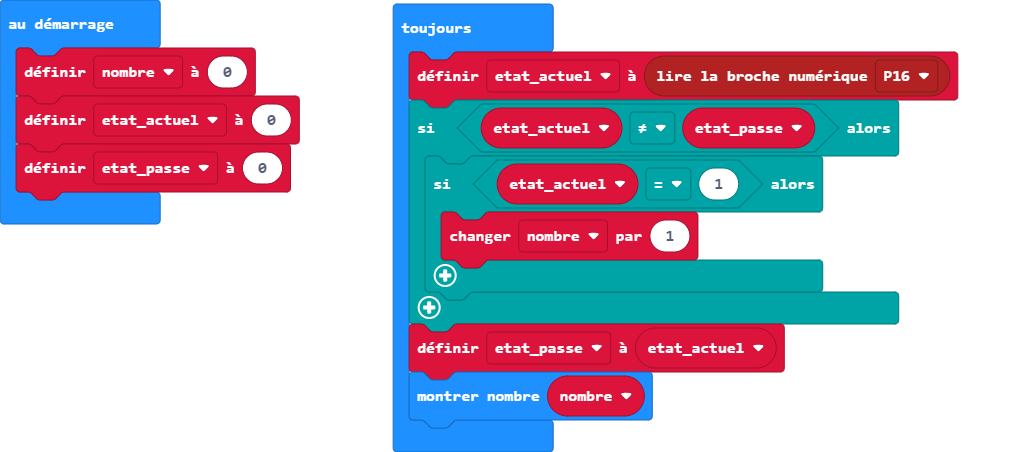 au démarrage
définir nombre à 0
définir etat_actuel à 0
définir etat_passe à 0
toujours
définir etat_actuel à lire la broche numérique P16
si etat_actuel ≠ etat_passe alors
si etat_actuel = 1 alors
changer nombre par 1
définir etat_passe à etat_actuel
montrer nombre nombre